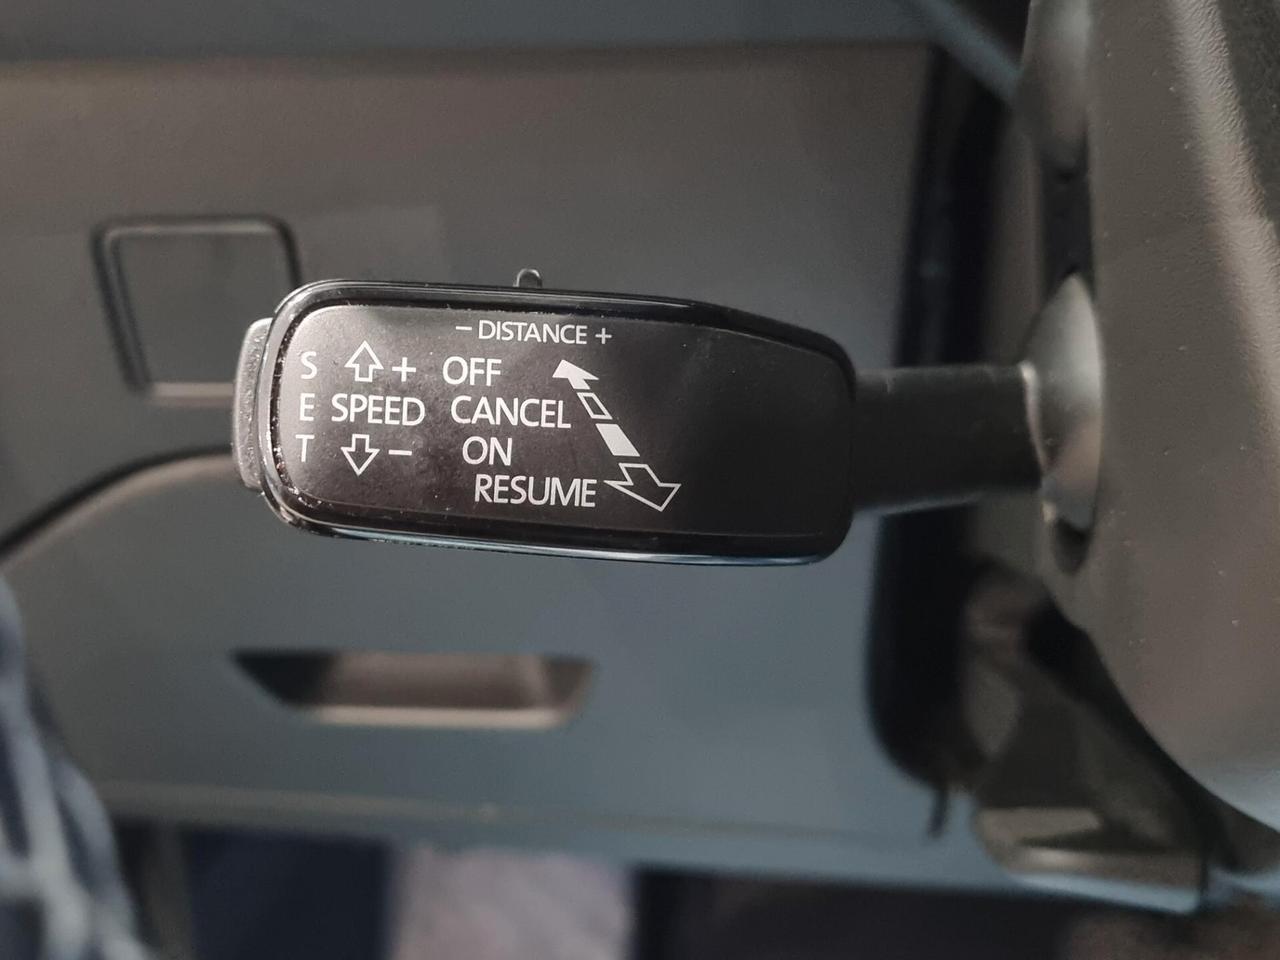 - DISTANCE +
S + OFF
E SPEED CANCEL
T - ON
RESUME